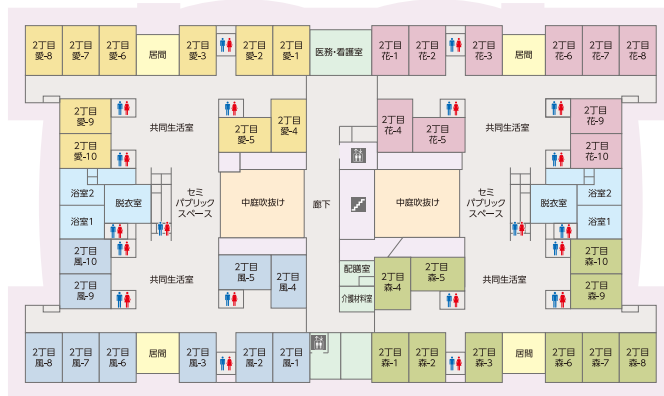 2丁目
愛-8
2丁目
愛-7
2丁目
愛-6
居間
2丁目
愛-3
2丁目
愛-2
2丁目
愛-1
医務・看護室
2丁目
花-1
2丁目
花-2
2丁目
花-3
居間
2丁目
花-6
2丁目
花-7
2丁目
花-8
2丁目
愛-9
共同生活室
2丁目
愛-5
2丁目
愛-4
2丁目
花-4
2丁目
花-5
共同生活室
2丁目
花-9
2丁目
愛-10
2丁目
花-10
浴室2
脱衣室
浴室1
セミ
パブリック
スペース
中庭吹抜け
廊下
中庭吹抜け
セミ
パブリック
スペース
脱衣室
浴室2
浴室1
2丁目
風-10
共同生活室
2丁目
風-5
2丁目
風-4
配膳室
介護材料室
2丁目
森-4
2丁目
森-5
共同生活室
2丁目
森-10
2丁目
風-9
2丁目
森-9
2丁目
風-8
2丁目
風-7
2丁目
風-6
居間
2丁目
風-3
2丁目
風-2
2丁目
風-1
2丁目
森-1
2丁目
森-2
2丁目
森-3
居間
2丁目
森-6
2丁目
森-7
2丁目
森-8